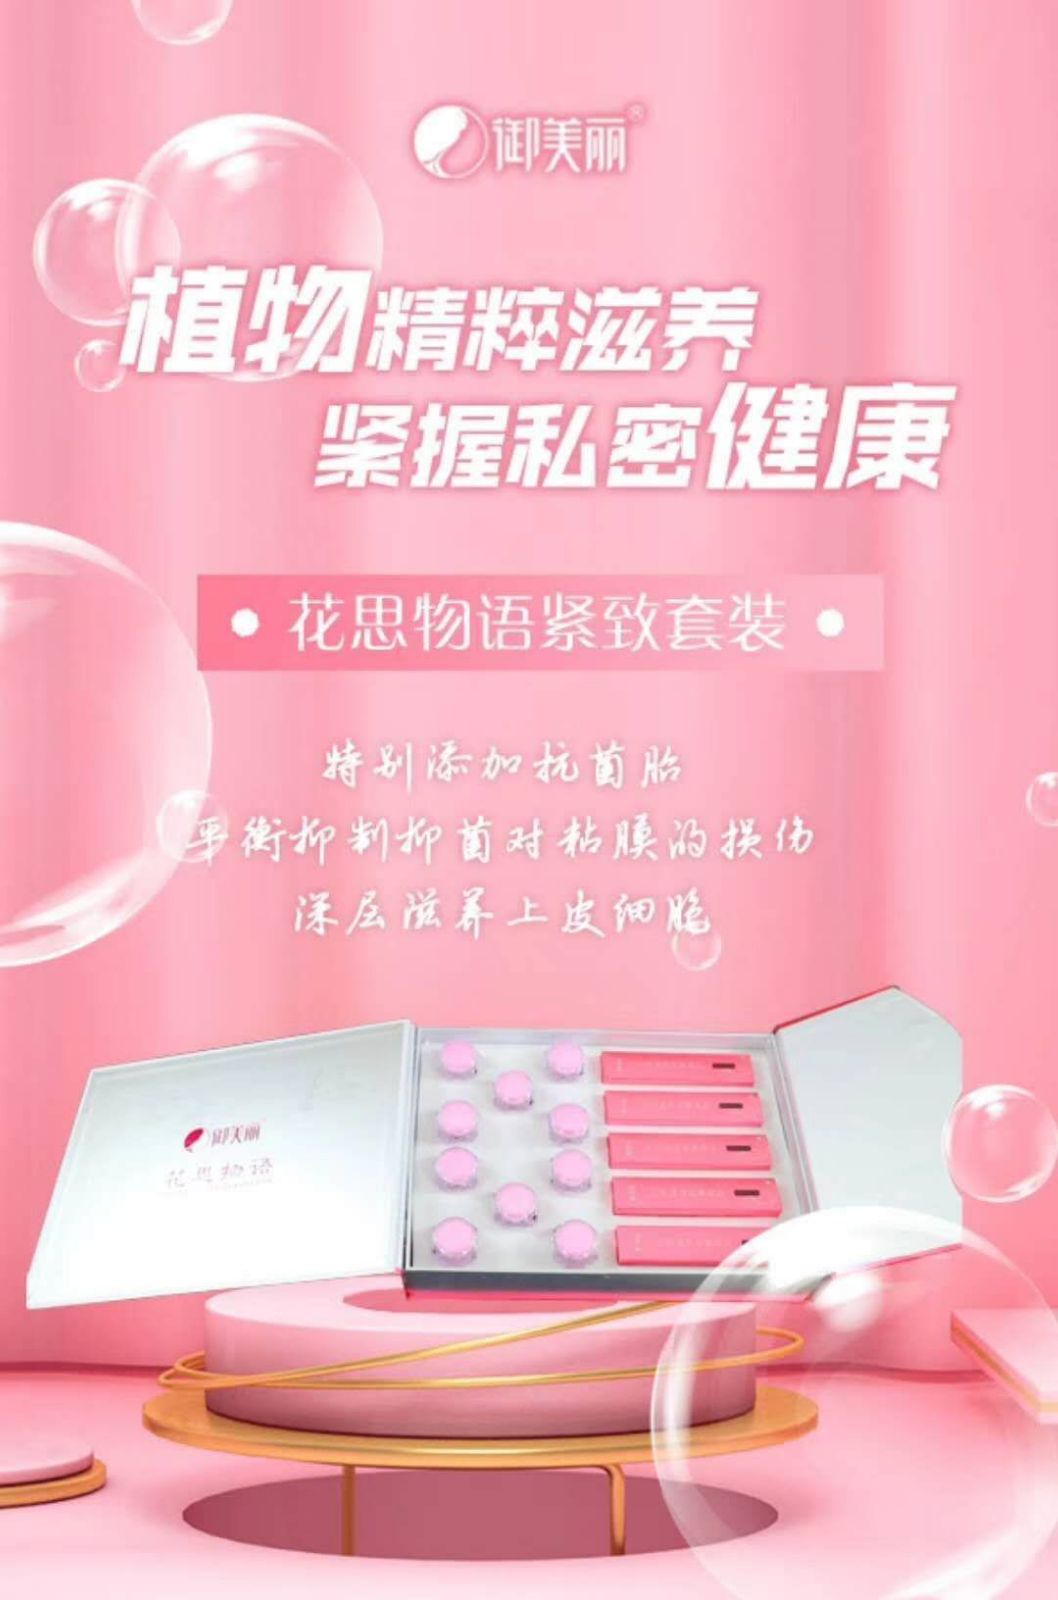 御美丽®
植物精粹滋养
紧握私密健康
花思物语紧致套装
特别添加抗菌胎
平衡抑制抑菌对粘膜的损伤
深层滋养上皮细胞
御美丽
花思物语